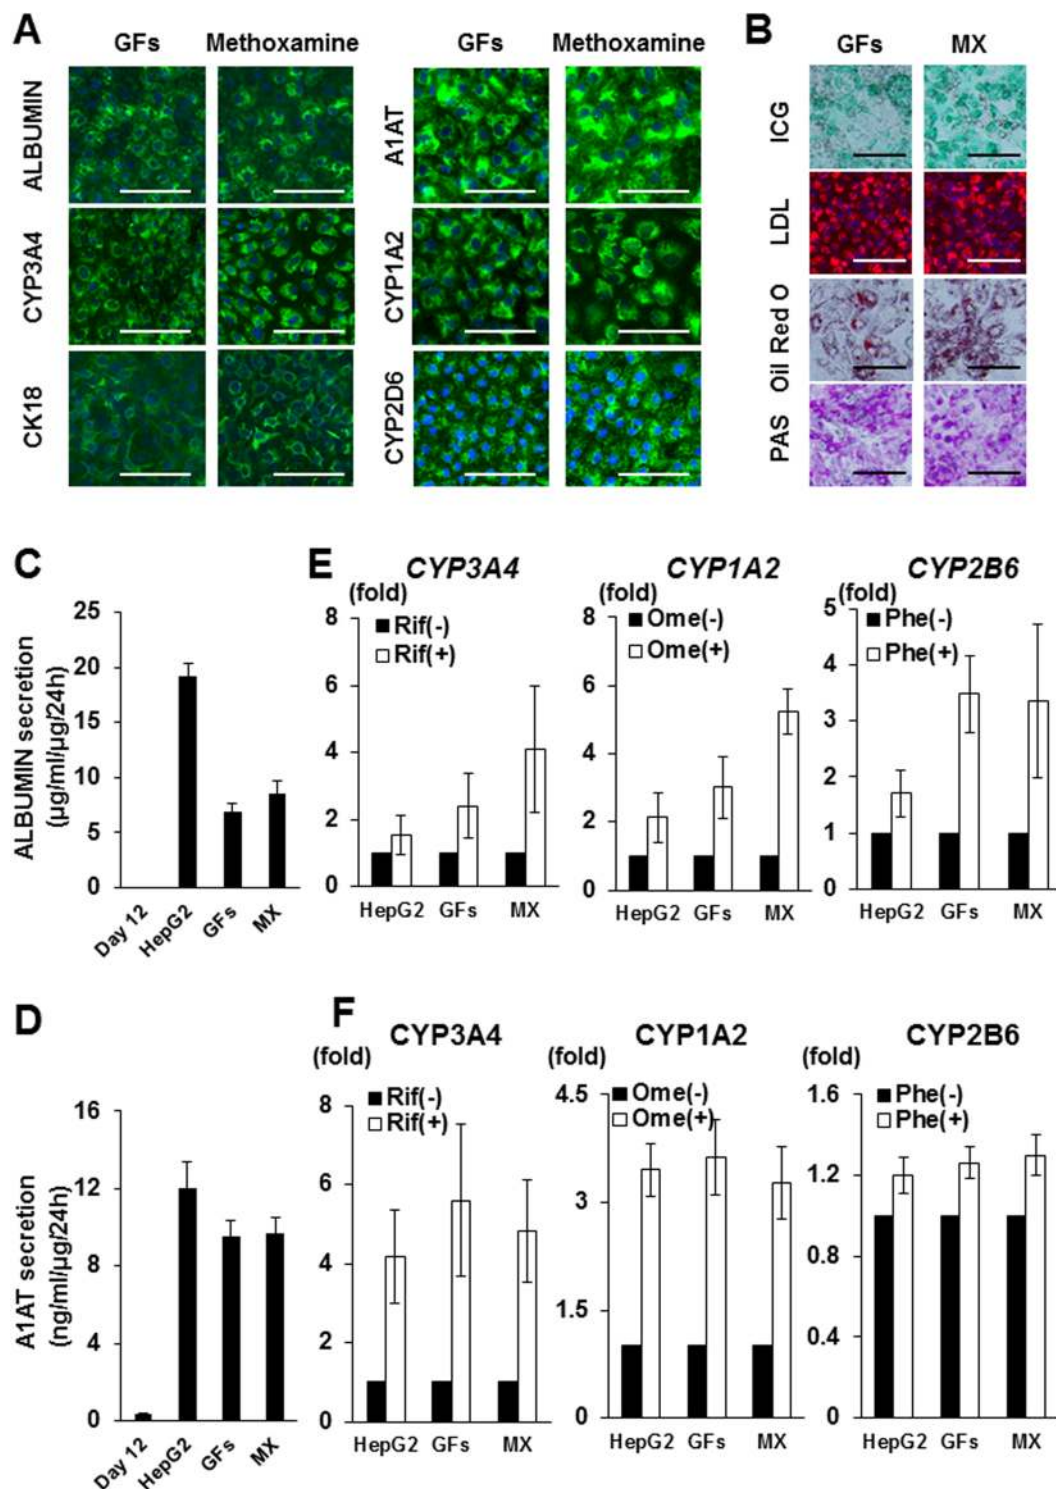 A
GFs Methoxamine GFs Methoxamine
ALBUMIN
A1AT
CYP3A4
CYP1A2
CK18
CYP2D6
B
GFs MX
ICG
LDL
Oil Red O
PAS
C
ALBUMIN secretion
(µg/ml/µg/24h)
25
20
15
10
5
0
Day 12 HepG2 GFs MX
E
CYP3A4
(fold)
Rif(-)
Rif(+)
8
6
4
2
0
HepG2 GFs MX
CYP1A2
(fold)
Ome(-)
Ome(+)
8
6
4
2
0
HepG2 GFs MX
CYP2B6
(fold)
Phe(-)
Phe(+)
5
4
3
2
1
0
HepG2 GFs MX
D
A1AT secretion
(ng/ml/µg/24h)
16
12
8
4
0
Day 12 HepG2 GFs MX
F
CYP3A4
(fold)
Rif(-)
Rif(+)
8
6
4
2
0
HepG2 GFs MX
CYP1A2
(fold)
Ome(-)
Ome(+)
4.5
3
1.5
0
HepG2 GFs MX
CYP2B6
(fold)
Phe(-)
Phe(+)
1.6
1.2
0.8
0.4
0
HepG2 GFs MX